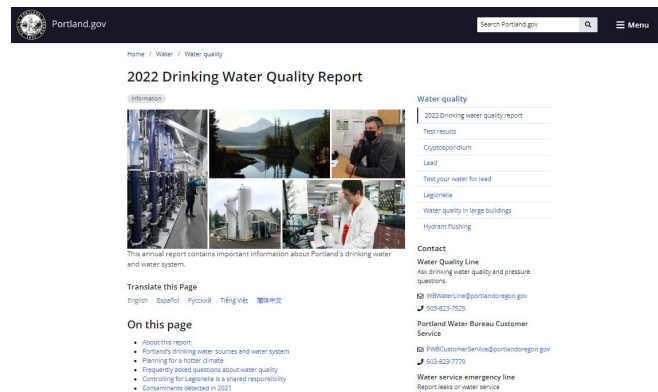 Portland.gov
Search Portland.gov
Menu
Home / Water / Water quality
2022 Drinking Water Quality Report
Information
This annual report contains important information about Portland's drinking water
and water system.
Translate this Page
English Español Русский Tiếng Việt 简体中文
On this page
About this report
Portland's drinking water sources and water system
Planning for a hotter climate
Frequently asked questions about water quality
Controlling for Legionella is a shared responsibility
Contaminants detected in 2021
Water quality
2022 Drinking water quality report
Test results
Cryptosporidium
Lead
Test your water for lead
Legionella
Water quality in large buildings
Hydrant flushing
Contact
Water Quality Line
Ask drinking water quality and pressure
questions.
WBWaterLine@portlandoregon.gov
503-823-7525
Portland Water Bureau Customer
Service
PWBCustomerService@portlandoregon.gov
503-823-7770
Water service emergency line
Report leaks or water service